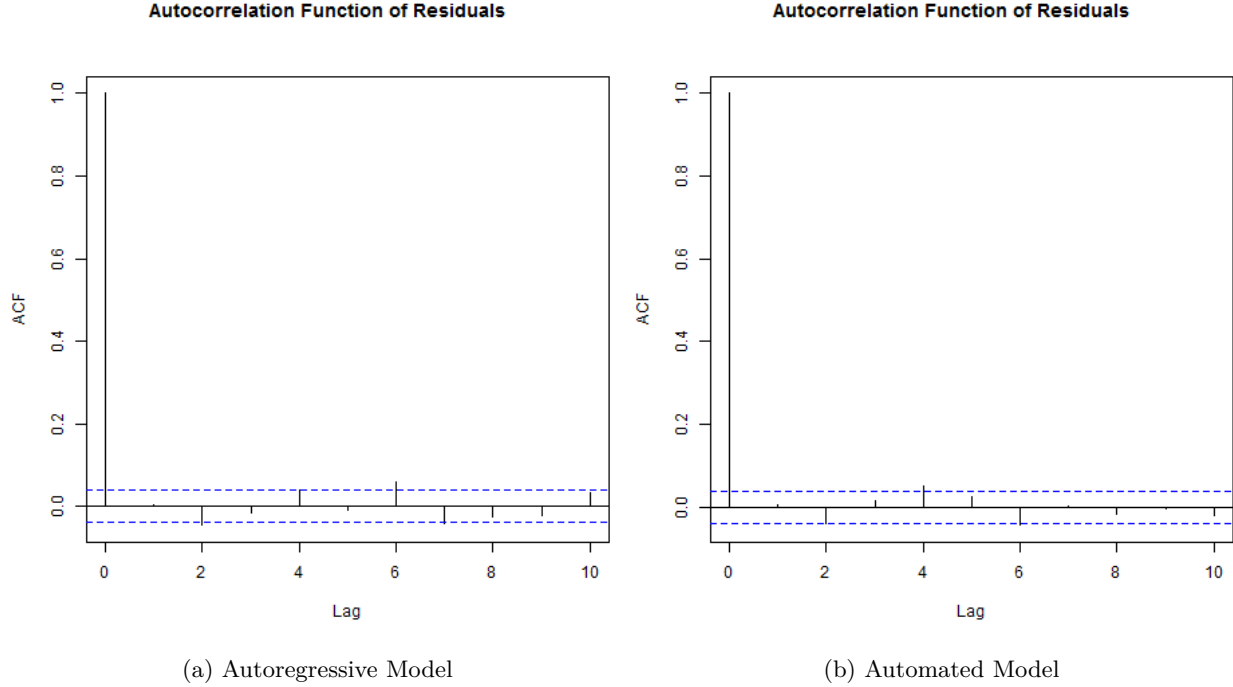 Autocorrelation Function of Residuals
ACF
1.0
0.8
0.6
0.4
0.2
0.0
0 2 4 6 8 10
Lag
(a) Autoregressive Model
Autocorrelation Function of Residuals
ACF
1.0
0.8
0.6
0.4
0.2
0.0
0 2 4 6 8 10
Lag
(b) Automated Model